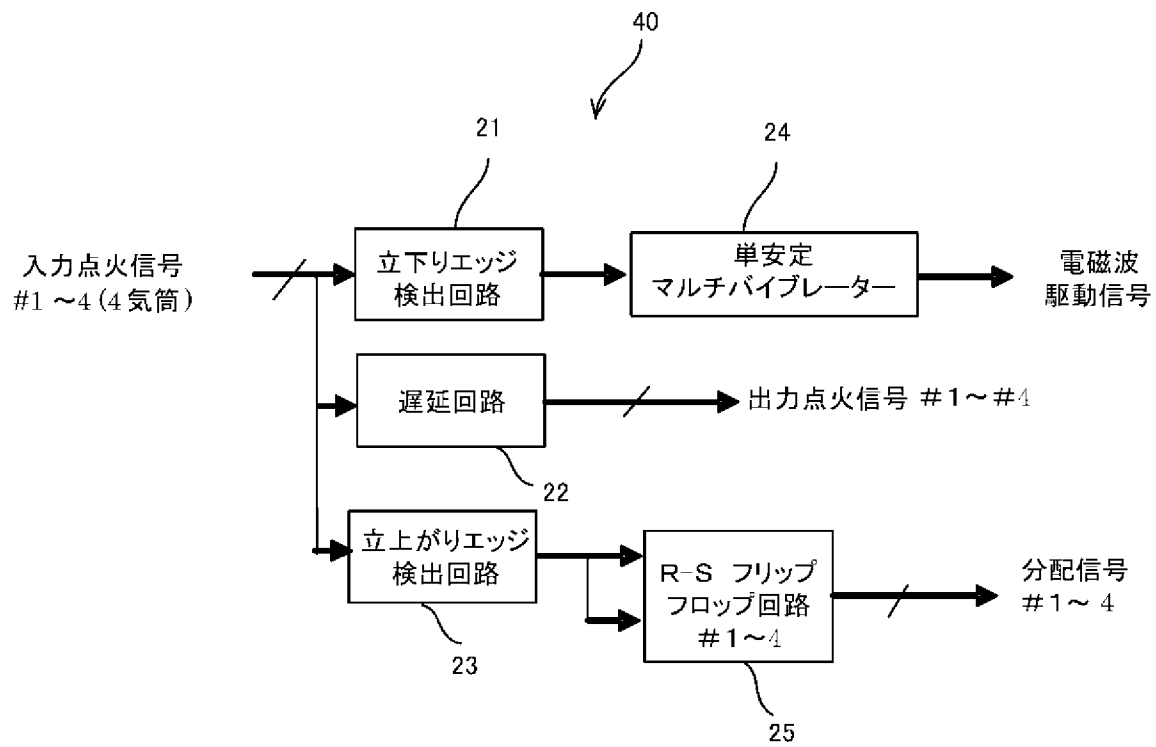 40
21
24
入力点火信号
#1～4(4気筒)
立下りエッジ
検出回路
単安定
マルチバイブレーター
電磁波
駆動信号
遅延回路
出力点火信号 #1～#4
22
立上がりエッジ
検出回路
R-S フリップ
フロップ回路
#1～4
分配信号
#1～4
23
25